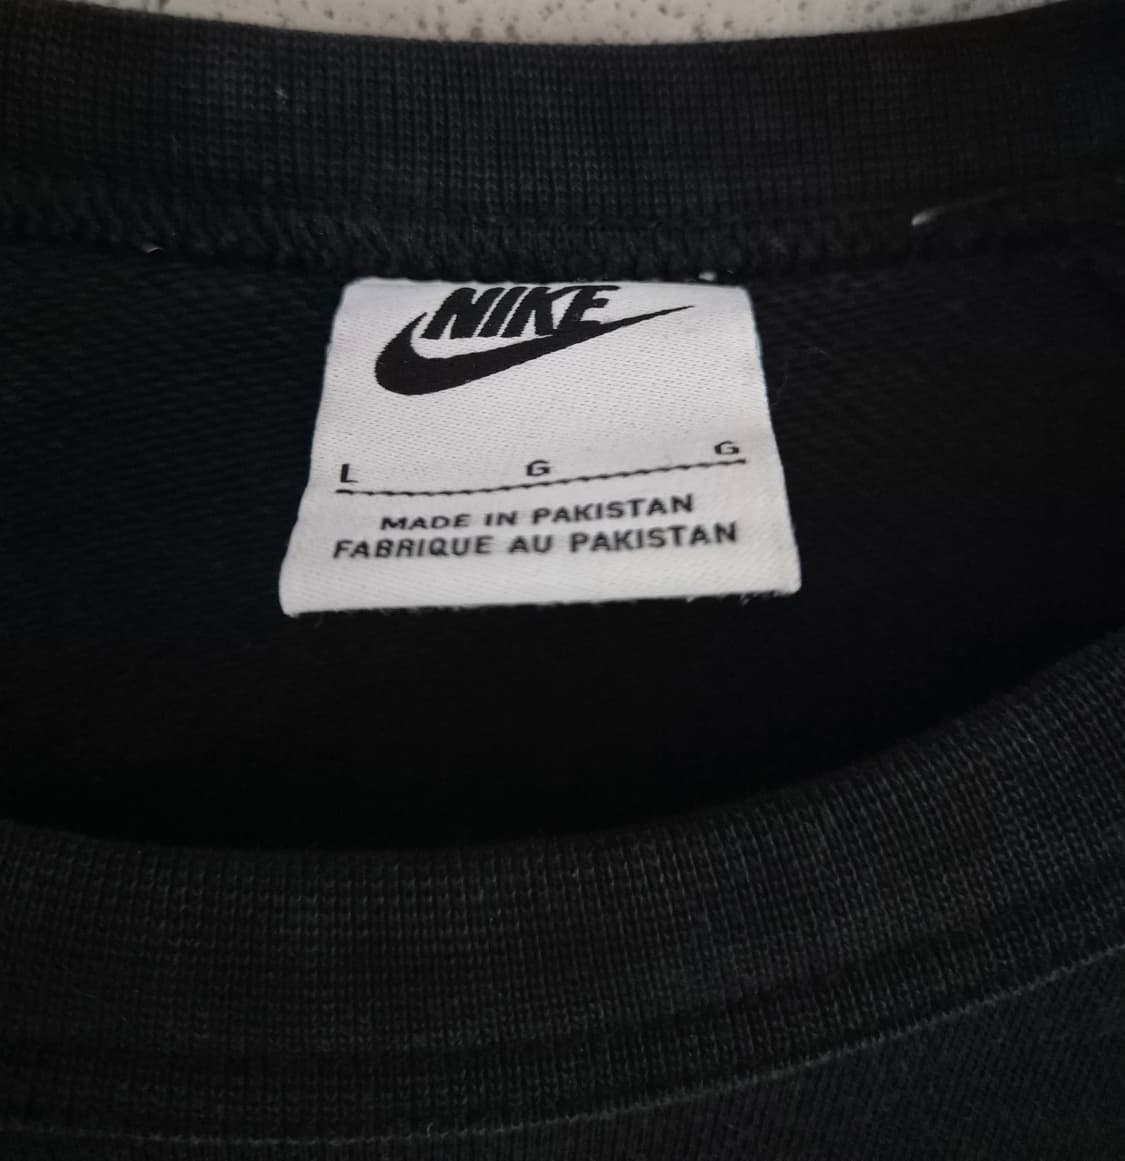 NIKE
L G G
MADE IN PAKISTAN
FABRIQUE AU PAKISTAN